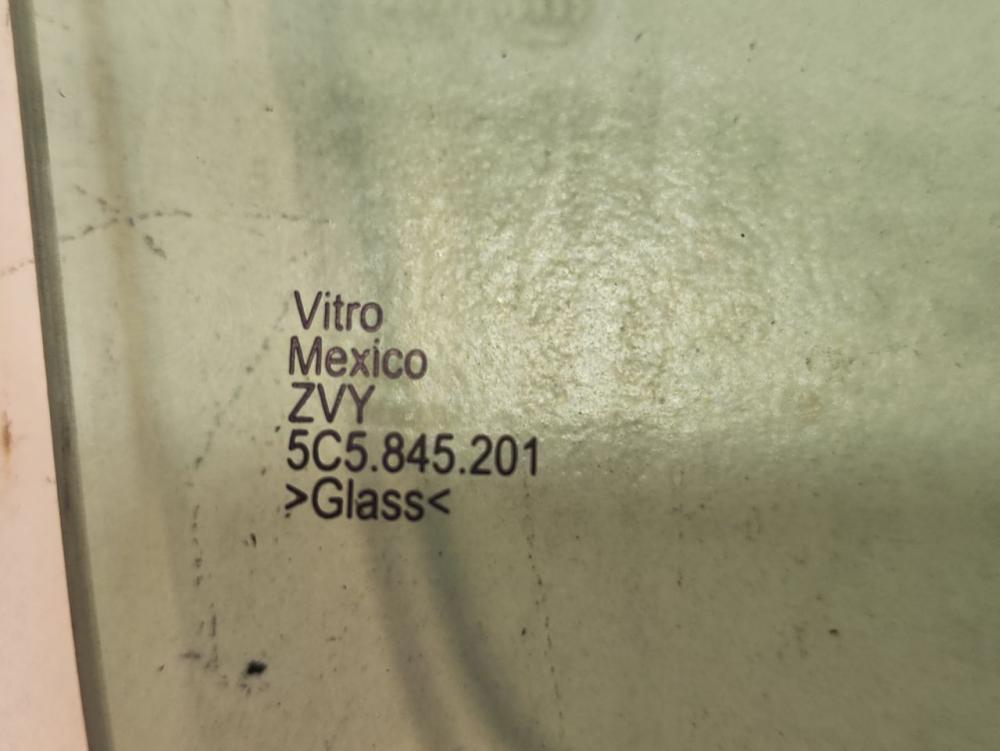 Vitro
Mexico
ZVY
5C5.845.201
>Glass<